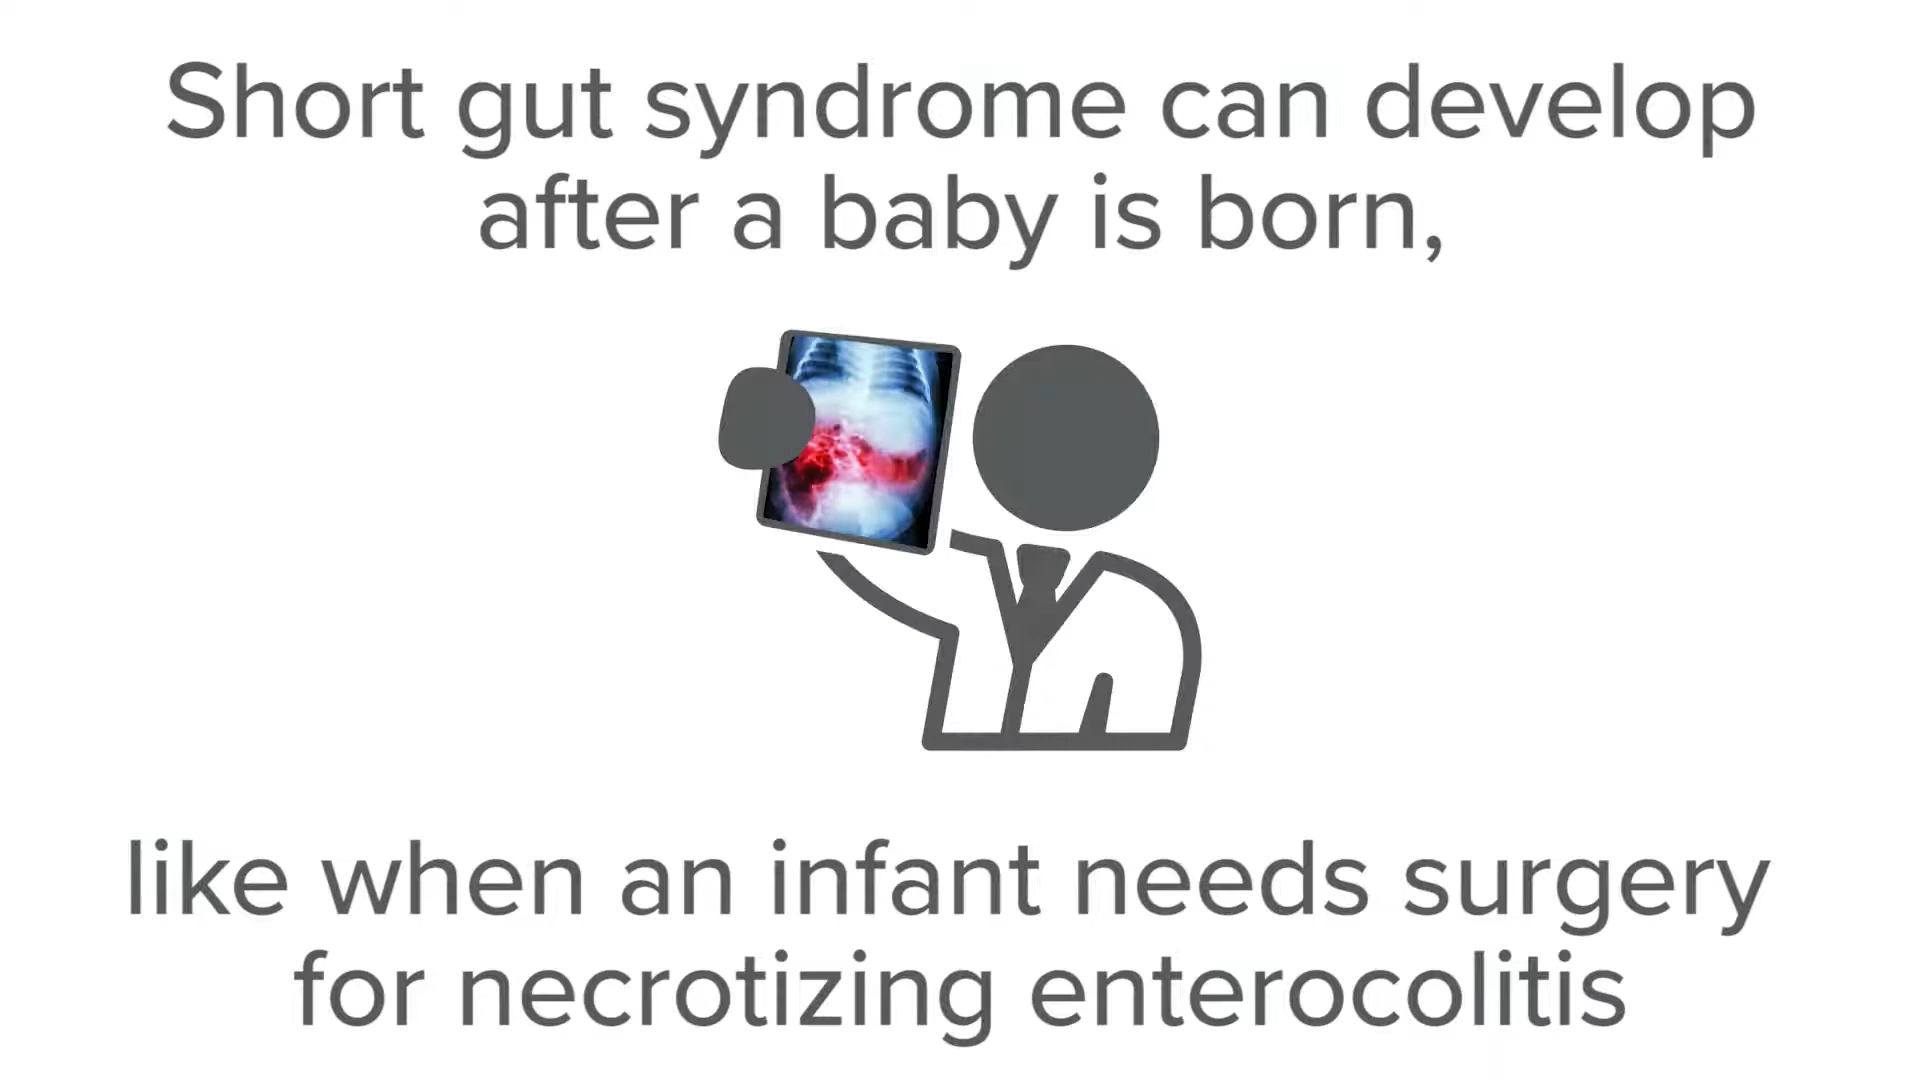 Short gut syndrome can develop
after a baby is born,
like when an infant needs surgery
for necrotizing enterocolitis